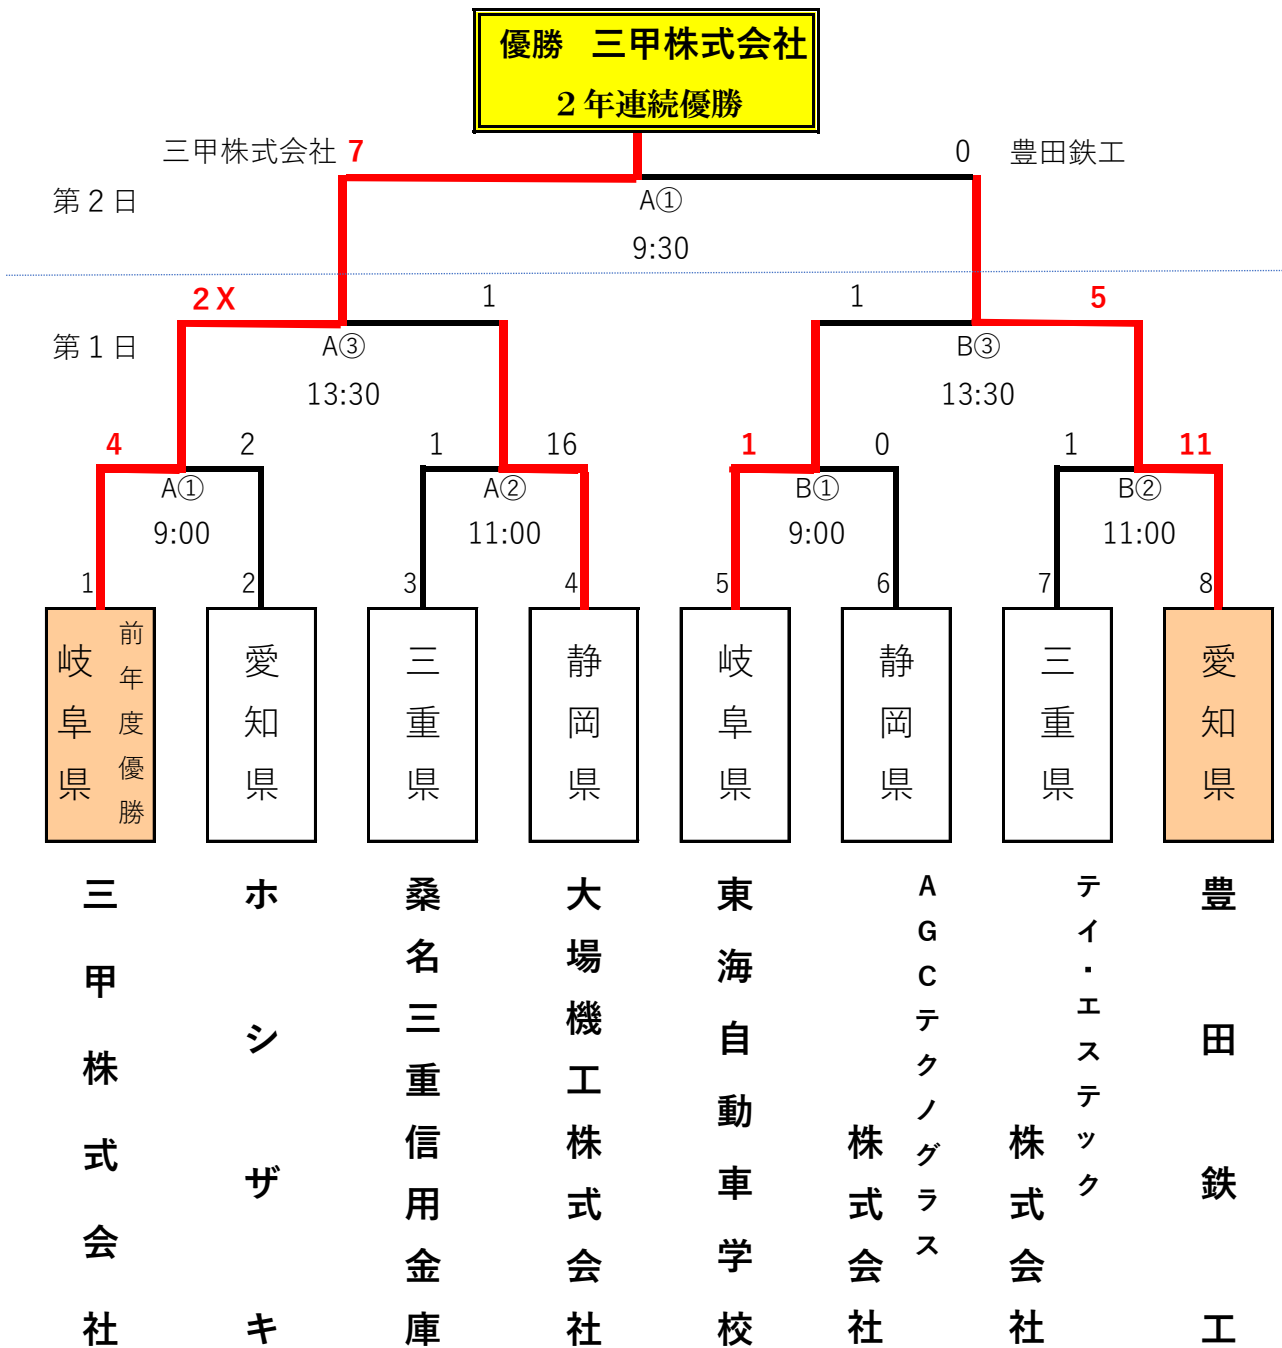 優勝 三甲株式会社
2年連続優勝
三甲株式会社 7 0 豊田鉄工
第2日
A①
9:30
2X 1 1 5
第1日
A③ B③
13:30 13:30
4 2 1 16 1 0 1 11
A① A② B① B②
9:00 11:00 9:00 11:00
1 2 3 4 5 6 7 8
岐阜県
前年度優勝
愛知県
三重県
静岡県
岐阜県
静岡県
三重県
愛知県
三甲株式会社
ホシザキ
桑名三重信用金庫
大場機工株式会社
東海自動車学校
AGCテクノグラス
株式会社
テイ・エステック
株式会社
豊田鉄工